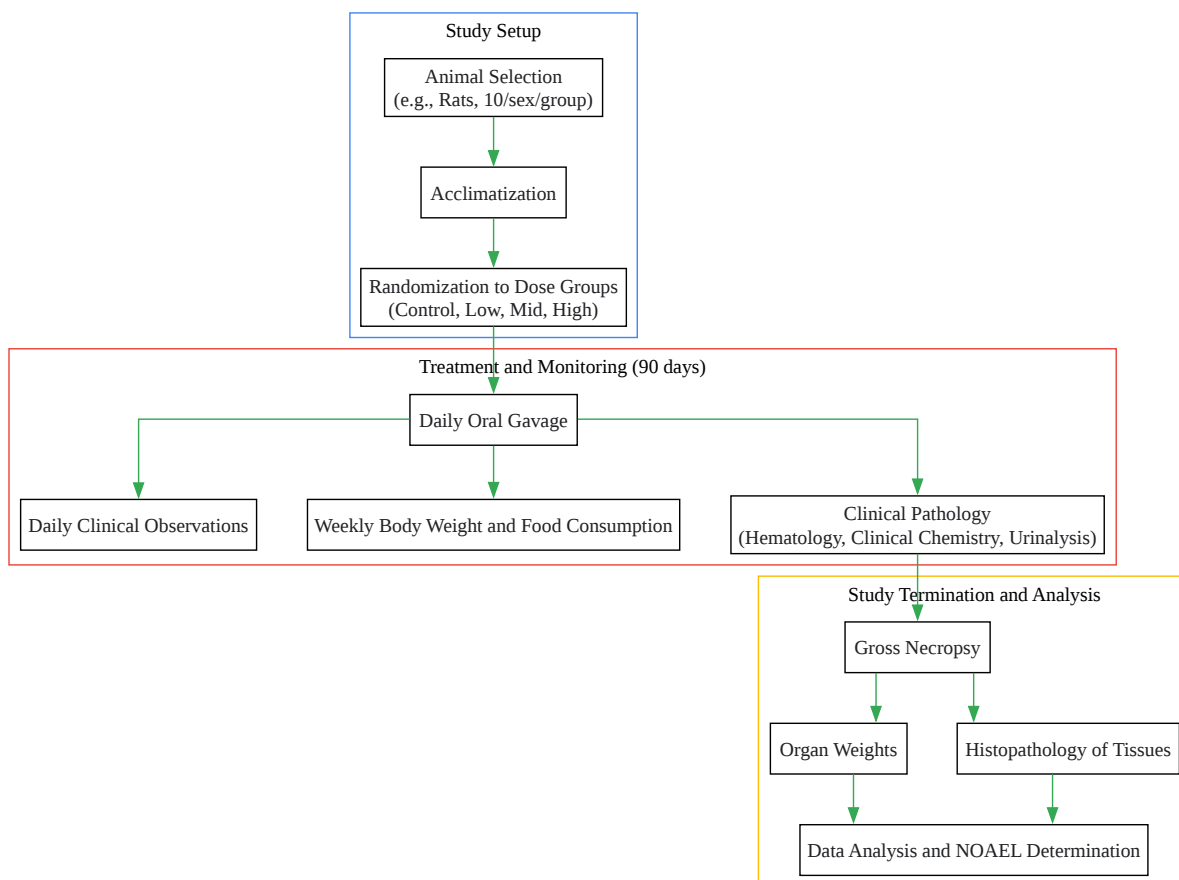 Study Setup
Animal Selection
(e.g., Rats, 10/sex/group)
Acclimatization
Randomization to Dose Groups
(Control, Low, Mid, High)
Treatment and Monitoring (90 days)
Daily Oral Gavage
Daily Clinical Observations
Weekly Body Weight and Food Consumption
Clinical Pathology
(Hematology, Clinical Chemistry, Urinalysis)
Study Termination and Analysis
Gross Necropsy
Organ Weights
Histopathology of Tissues
Data Analysis and NOAEL Determination